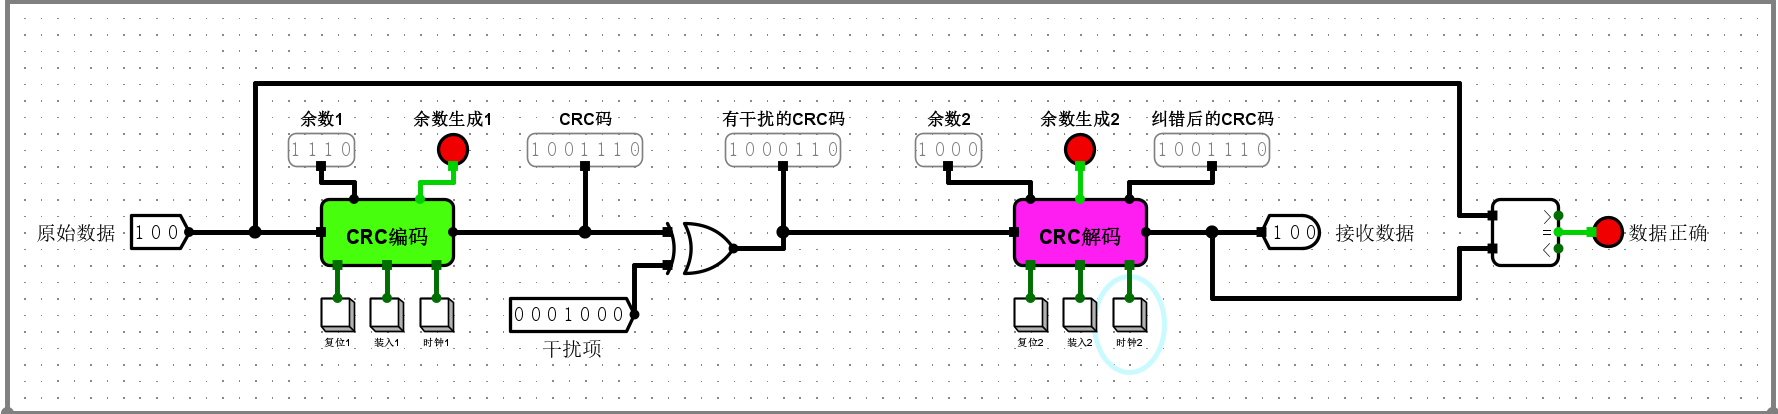 余数1
余数生成1
CRC码
有干扰的CRC码
余数2
余数生成2
纠错后的CRC码
1 1 1 0
1 0 0 1 1 1 0
1 0 0 0 1 1 0
1 0 0 0
1 0 0 1 1 1 0
原始数据
1 0 0
CRC编码
CRC解码
1 0 0
接收数据
>
=
<
数据正确
0 0 0 1 0 0 0
干扰项
复位1
装入1
时钟1
复位2
装入2
时钟2